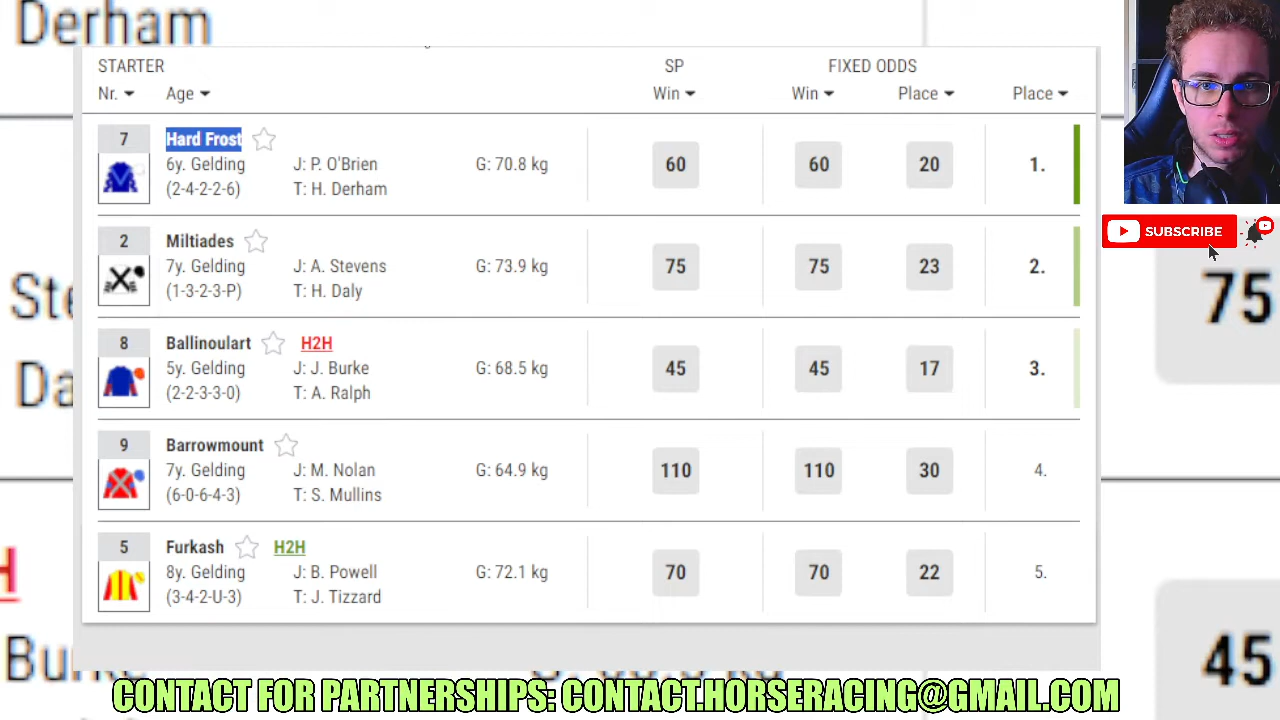 Derham
STARTER SP FIXED ODDS
Nr. Age Win Win Place Place
7 Hard Frost
6y. Gelding J: P. O'Brien G: 70.8 kg 60 60 20 1.
(2-4-2-2-6) T: H. Derham
SUBSCRIBE
2 Miltiades
7y. Gelding J: A. Stevens G: 73.9 kg 75 75 23 2.
(1-3-2-3-P) T: H. Daly
Ste 75
Da
8 Ballinoulart H2H
5y. Gelding J: J. Burke G: 68.5 kg 45 45 17 3.
(2-2-3-3-0) T: A. Ralph
9 Barrowmount
7y. Gelding J: M. Nolan G: 64.9 kg 110 110 30 4.
(6-0-6-4-3) T: S. Mullins
5 Furkash H2H
8y. Gelding J: B. Powell G: 72.1 kg 70 70 22 5.
(3-4-2-U-3) T: J. Tizzard
H
45
CONTACT FOR PARTNERSHIPS: CONTACT.HORSERACING@GMAIL.COM